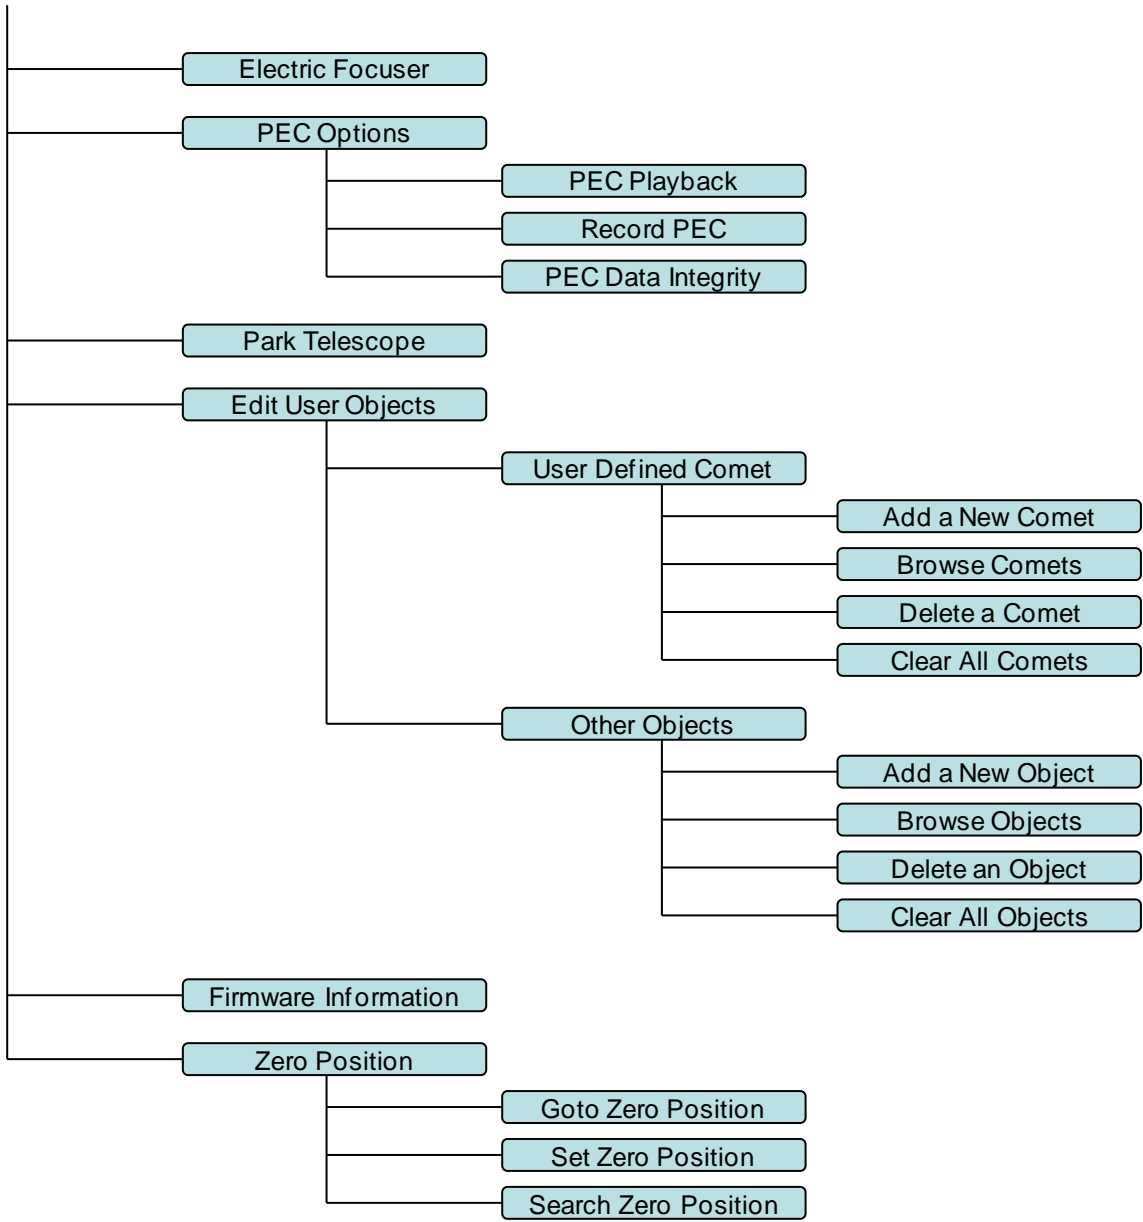 Electric Focuser
PEC Options
PEC Playback
Record PEC
PEC Data Integrity
Park Telescope
Edit User Objects
User Defined Comet
Add a New Comet
Browse Comets
Delete a Comet
Clear All Comets
Other Objects
Add a New Object
Browse Objects
Delete an Object
Clear All Objects
Firmware Information
Zero Position
Goto Zero Position
Set Zero Position
Search Zero Position